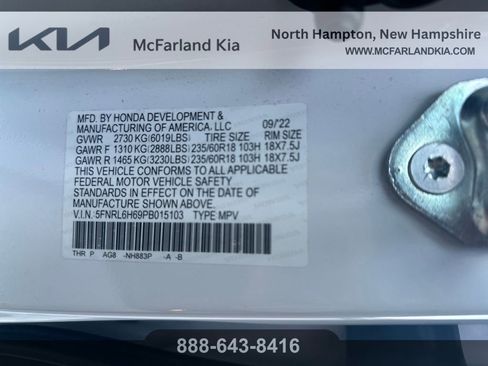 KIA
McFarland Kia
North Hampton, New Hampshire
WWW.MCFARLANDKIA.COM
MFD. BY HONDA DEVELOPMENT &
MANUFACTURING OF AMERICA, LLC 09/22
GVWR 2730 KG(6019LBS) TIRE SIZE RIM SIZE
GAWR F 1310 KG(2888LBS) 235/60R18 103H 18X7.5J
GAWR R 1465 KG(3230LBS) 235/60R18 103H 18X7.5J
THIS VEHICLE CONFORMS TO ALL APPLICABLE
FEDERAL MOTOR VEHICLE SAFETY
STANDARDS IN EFFECT ON THE DATE OF
MANUFACTURE SHOWN ABOVE.
V.I.N. 5FNRL6H69PB015103 TYPE MPV
THR P AG8 -NH883P -A -B
888-643-8416